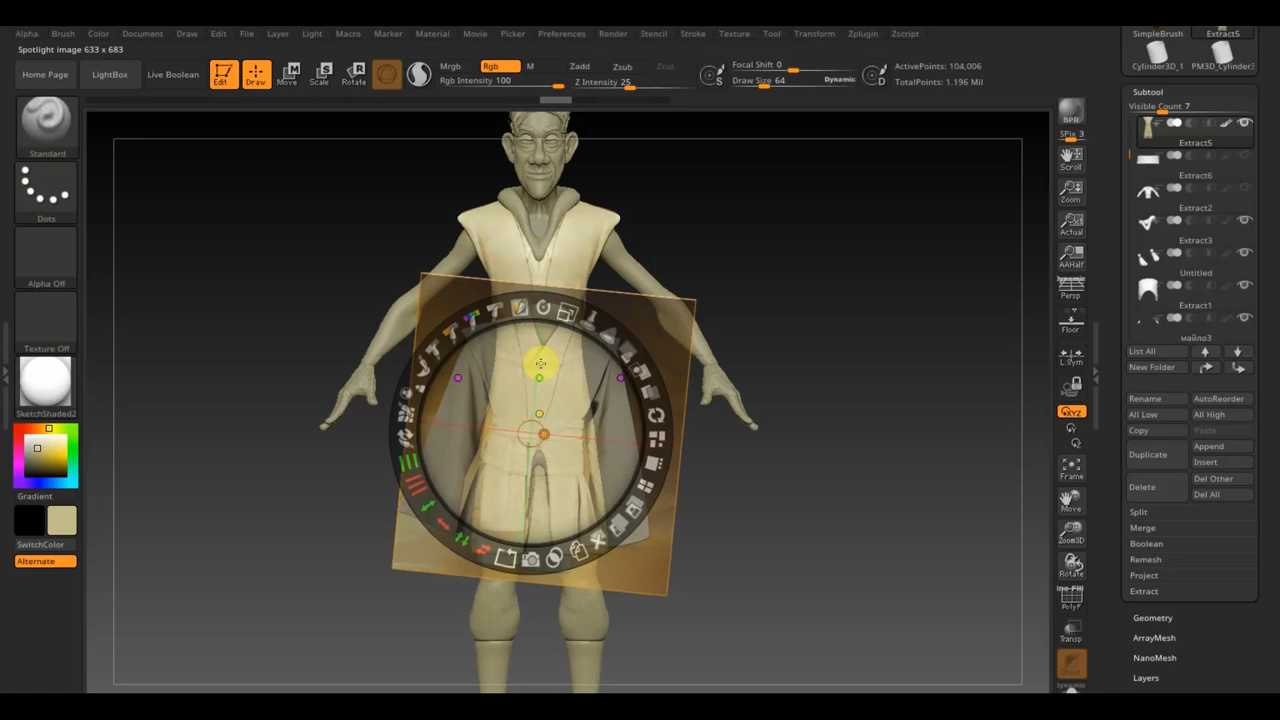 Alpha Brush Color Document Draw Edit File Layer Light Macro Marker Material Movie Picker Preferences Render Stencil Stroke Texture Tool Transform Zplugin Zscript
SimpleBrush Extract5
Spotlight image 633 x 683
Home Page LightBox Live Boolean Edit Draw Move Scale Rotate
Mrgb Rgb M
Rgb Intensity 100
Zadd Zsub Zcut
Z Intensity 25
S
Focal Shift 0
Draw Size 64 Dynamic
D
ActivePoints: 104,006
TotalPoints: 1.196 Mil
Cylinder3D_1 PM3D_Cylinder3
Subtool
Visible Count 7
Extract5
Extract6
Extract2
Extract3
Untitled
Extract1
майло3
List All
New Folder
Rename AutoReorder
All Low All High
Copy Paste
Duplicate Append
Insert
Delete Del Other
Del All
Split
Merge
Boolean
Remesh
Project
Extract
Geometry
ArrayMesh
NanoMesh
Layers
BPR
SPix 3
Scroll
Zoom
Actual
AAHalf
Dynamic
Persp
Floor
L.Sym
XYZ
Frame
Move
Zoom3D
Rotate
PolyF
Transp
Dynamic
Standard
Dots
Alpha Off
Texture Off
SketchShaded2
Gradient
SwitchColor
Alternate